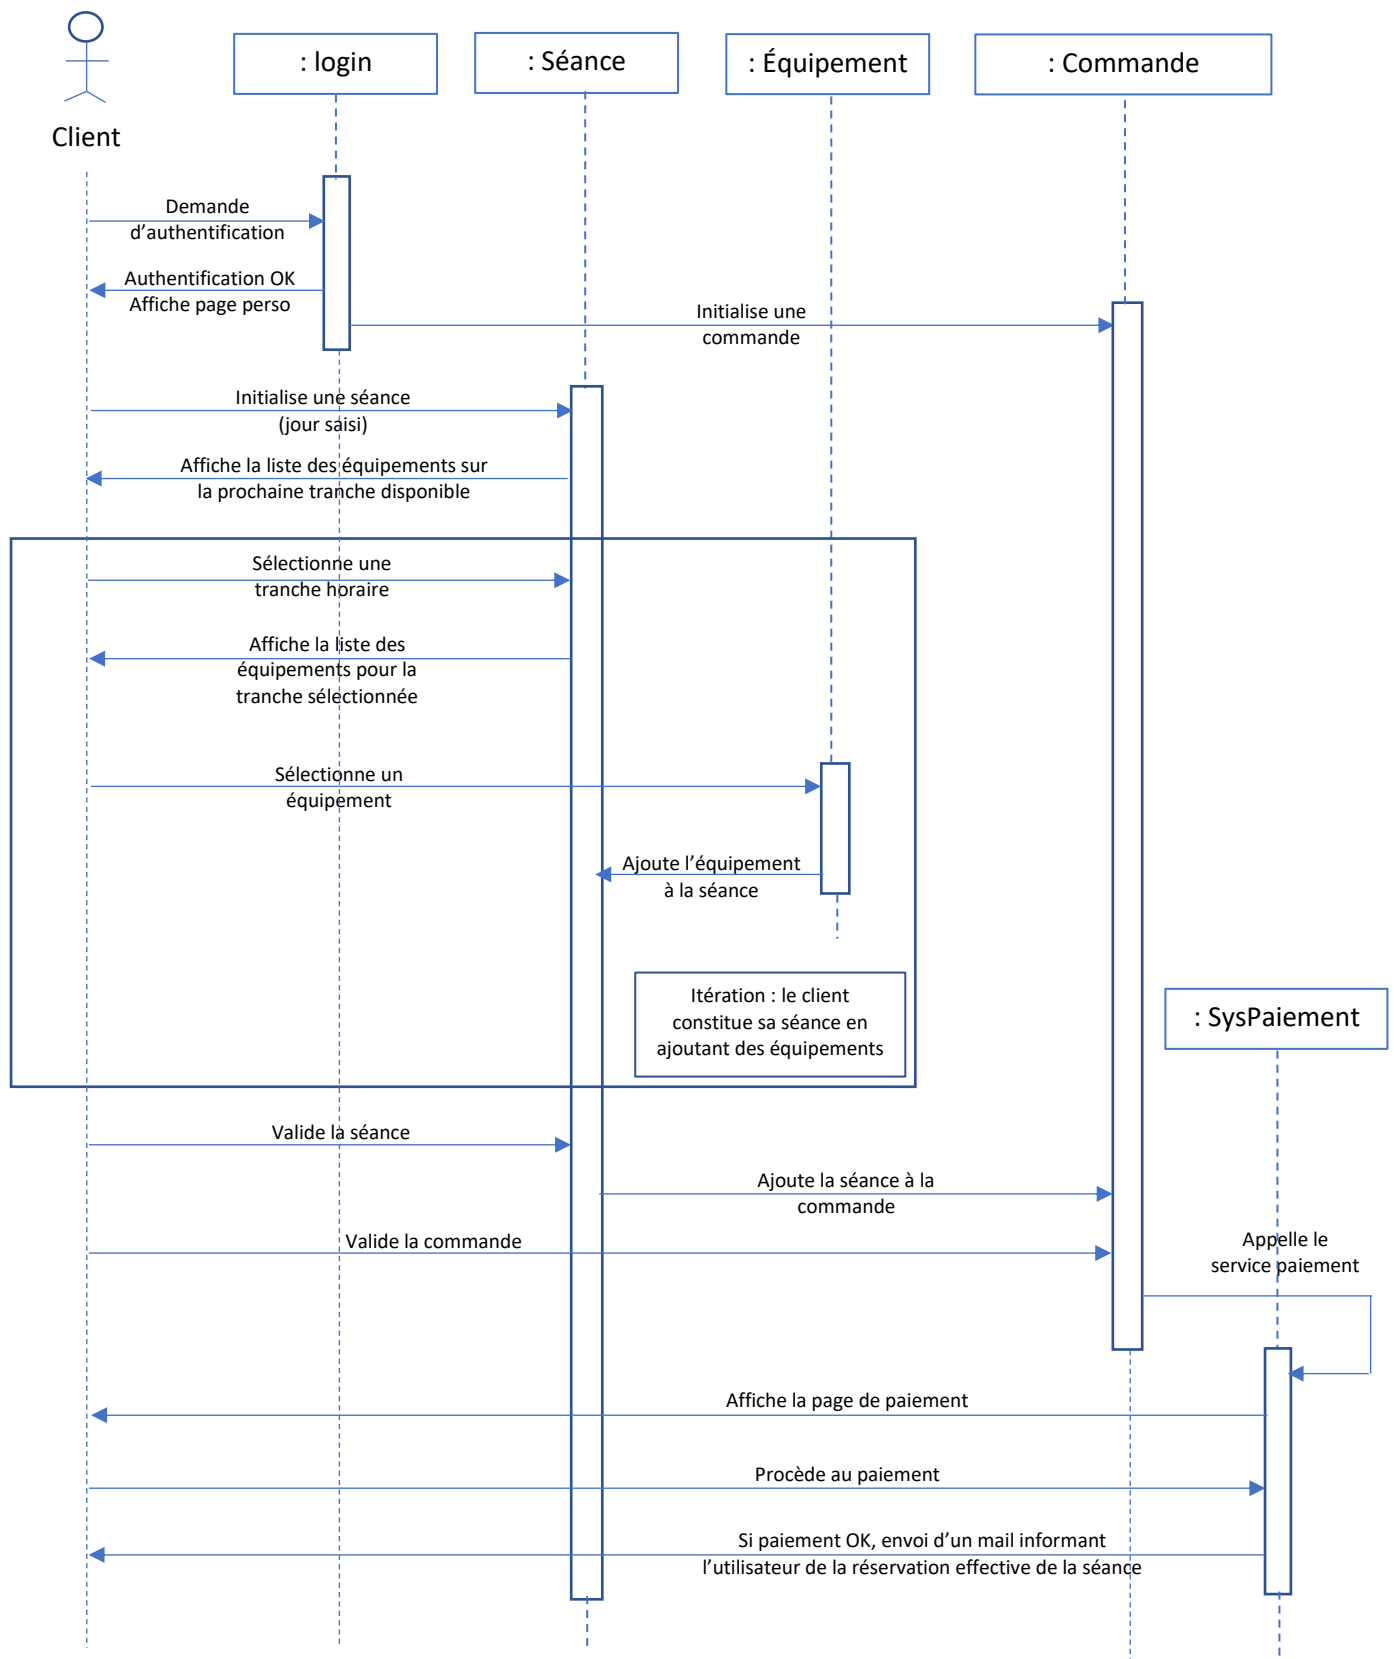 : login
: Séance
: Équipement
: Commande
Client
Demande
d’authentification
Authentification OK
Affiche page perso
Initialise une
commande
Initialise une séance
(jour saisi)
Affiche la liste des équipements sur
la prochaine tranche disponible
Sélectionne une
tranche horaire
Affiche la liste des
équipements pour la
tranche sélectionnée
Sélectionne un
équipement
Ajoute l’équipement
à la séance
Itération : le client
constitue sa séance en
ajoutant des équipements
: SysPaiement
Valide la séance
Ajoute la séance à la
commande
Valide la commande
Appelle le
service paiement
Affiche la page de paiement
Procède au paiement
Si paiement OK, envoi d’un mail informant
l’utilisateur de la réservation effective de la séance